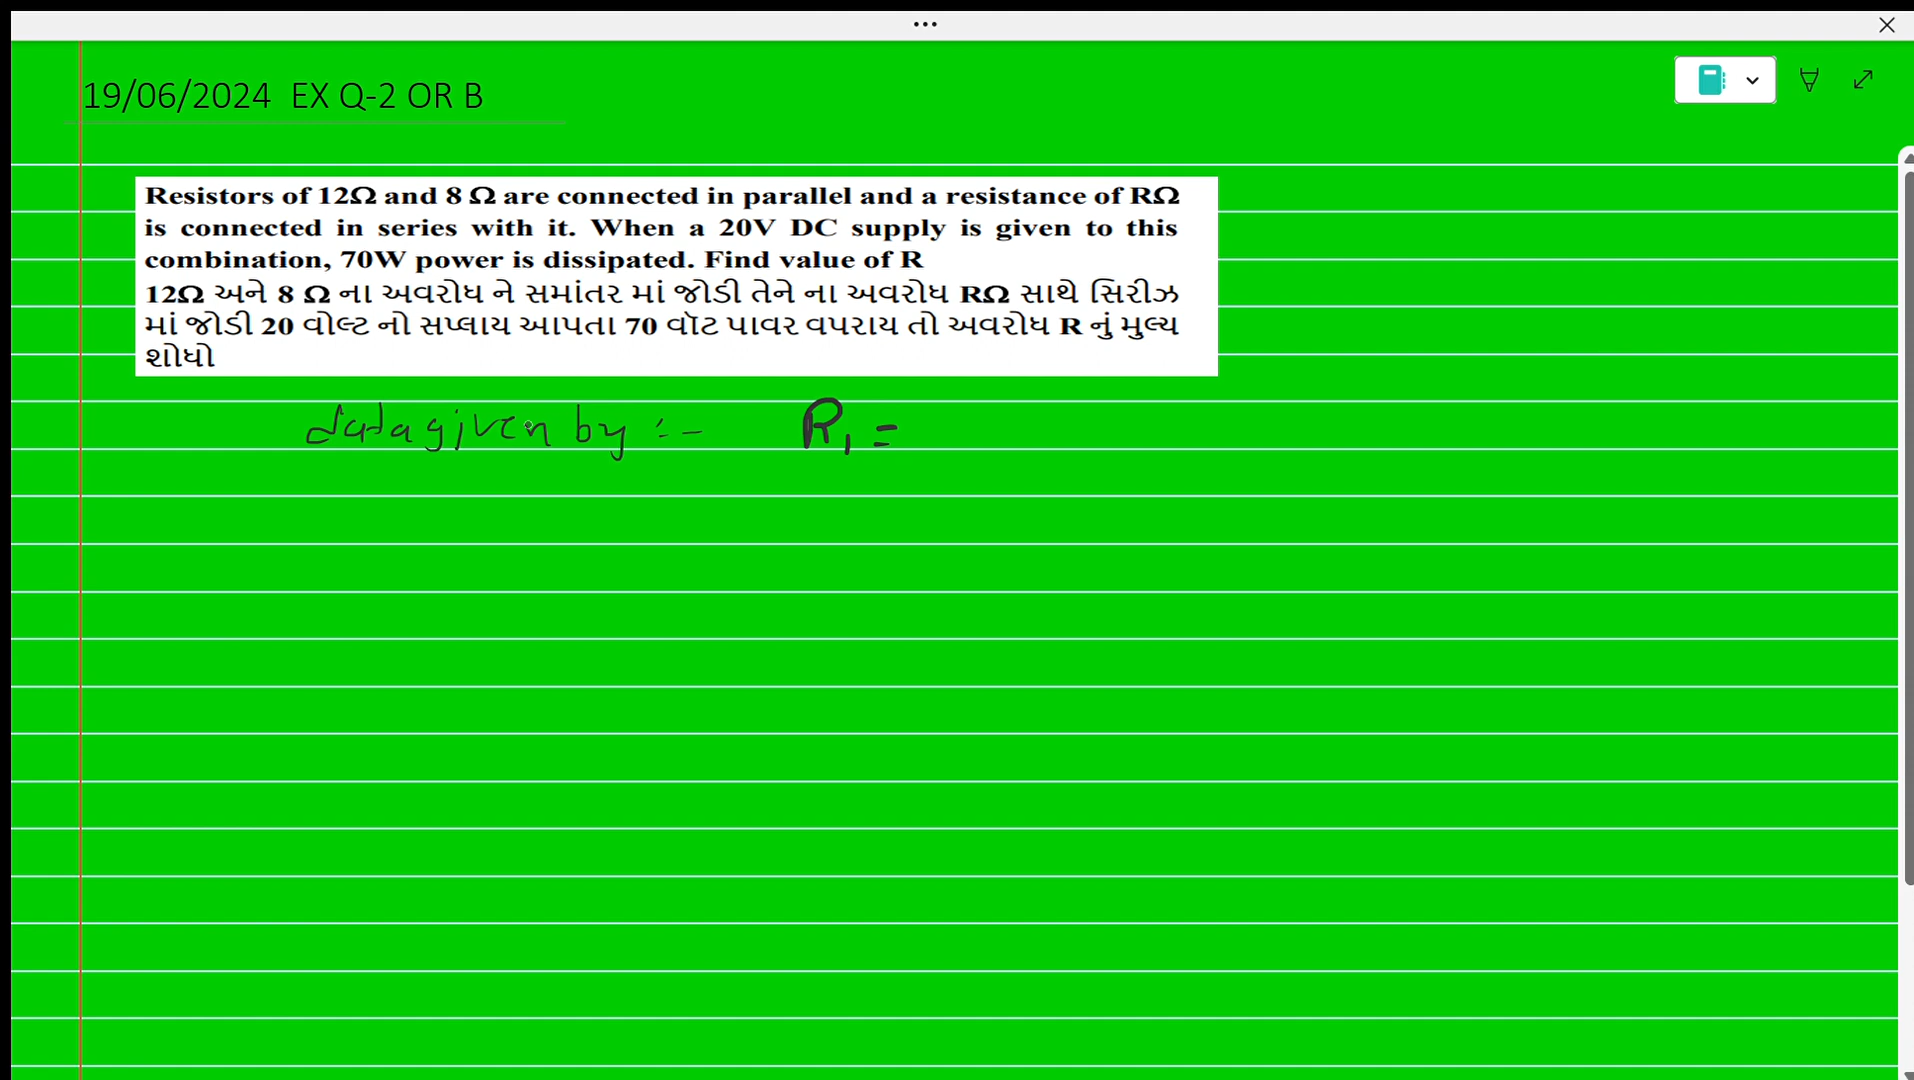 19/06/2024 EX Q-2 OR B
Resistors of 12Ω and 8 Ω are connected in parallel and a resistance of RΩ
is connected in series with it. When a 20V DC supply is given to this
combination, 70W power is dissipated. Find value of R
12Ω અને 8 Ω ના અવરોધ ને સમાંતર માં જોડી તેને ના અવરોધ RΩ સાથે સિરીઝ
માં જોડી 20 વોલ્ટ નો સપ્લાય આપતા 70 વૉટ પાવર વપરાય તો અવરોધ R નું મુલ્ય
શોધો
data given by :- R₁ =